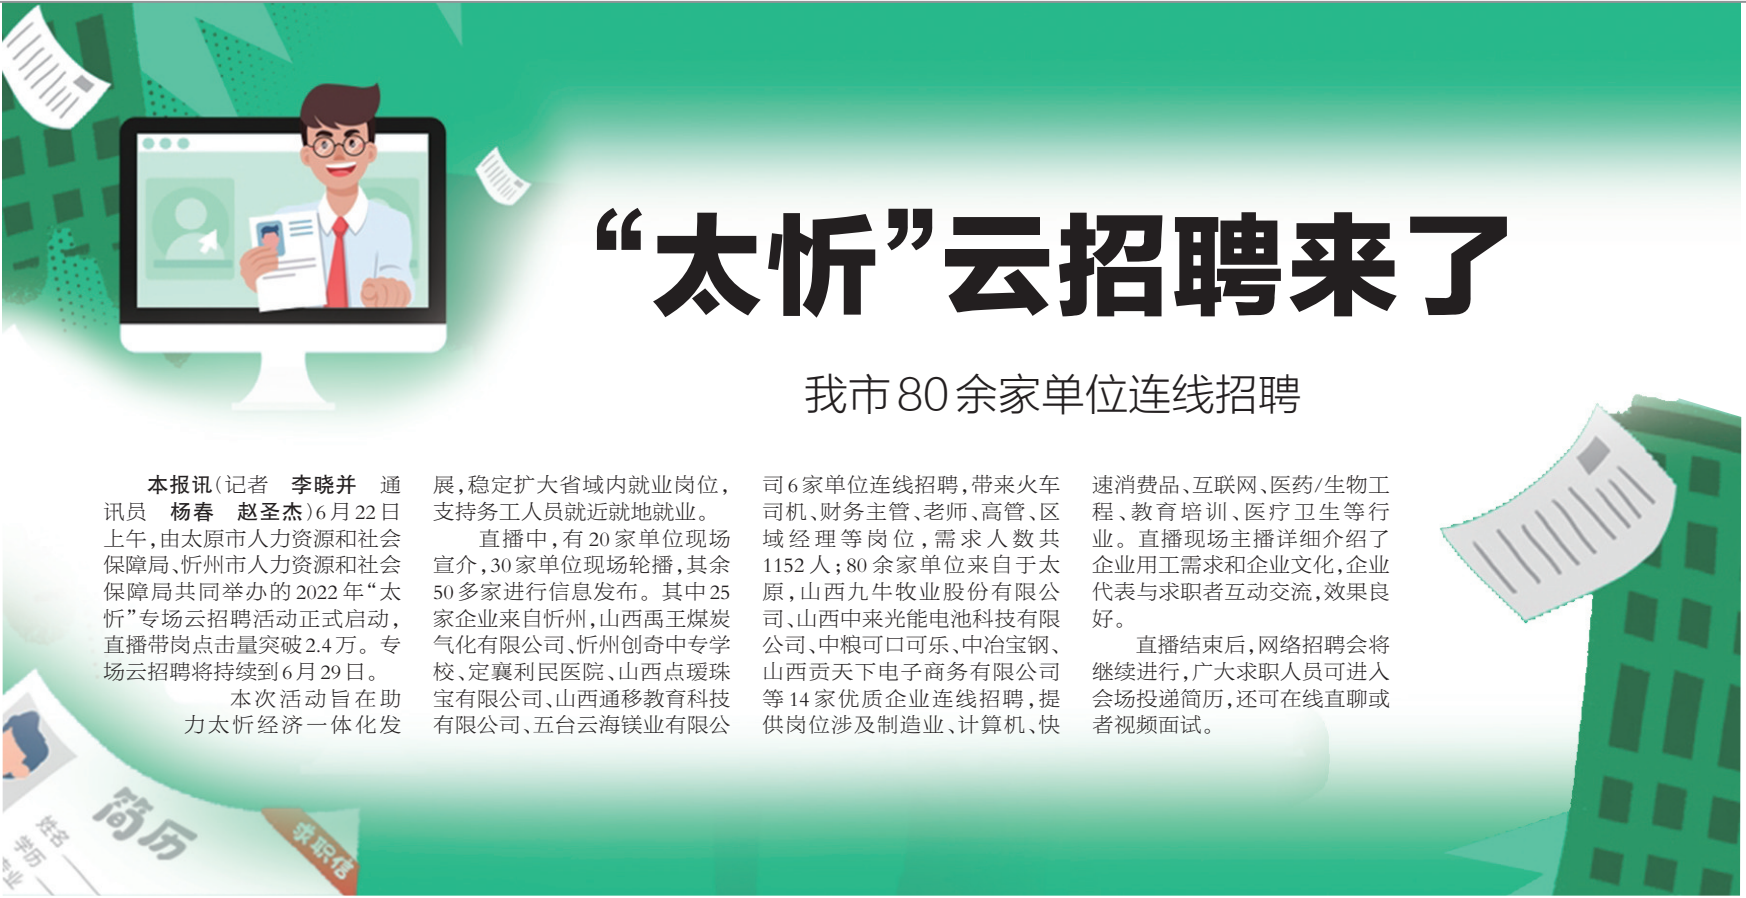 “太忻”云招聘来了
我市80余家单位连线招聘
本报讯(记者 李晓并 通
讯员 杨春 赵圣杰)6月22日
上午,由太原市人力资源和社会
保障局、忻州市人力资源和社会
保障局共同举办的2022年“太
忻”专场云招聘活动正式启动,
直播带岗点击量突破2.4万。专
场云招聘将持续到6月29日。
本次活动旨在助
力太忻经济一体化发
展,稳定扩大省域内就业岗位,
支持务工人员就近就地就业。
直播中,有20家单位现场
宣介,30家单位现场轮播,其余
50多家进行信息发布。其中25
家企业来自忻州,山西禹王煤炭
气化有限公司、忻州创奇中专学
校、定襄利民医院、山西点瑷珠
宝有限公司、山西通移教育科技
有限公司、五台云海镁业有限公
司6家单位连线招聘,带来火车
司机、财务主管、老师、高管、区
域经理等岗位,需求人数共
1152人;80余家单位来自于太
原,山西九牛牧业股份有限公
司、山西中来光能电池科技有限
公司、中粮可口可乐、中冶宝钢、
山西贡天下电子商务有限公司
等14家优质企业连线招聘,提
供岗位涉及制造业、计算机、快
速消费品、互联网、医药/生物工
程、教育培训、医疗卫生等行
业。直播现场主播详细介绍了
企业用工需求和企业文化,企业
代表与求职者互动交流,效果良
好。
直播结束后,网络招聘会将
继续进行,广大求职人员可进入
会场投递简历,还可在线直聊或
者视频面试。
简历
姓名
学历
专业
求职信